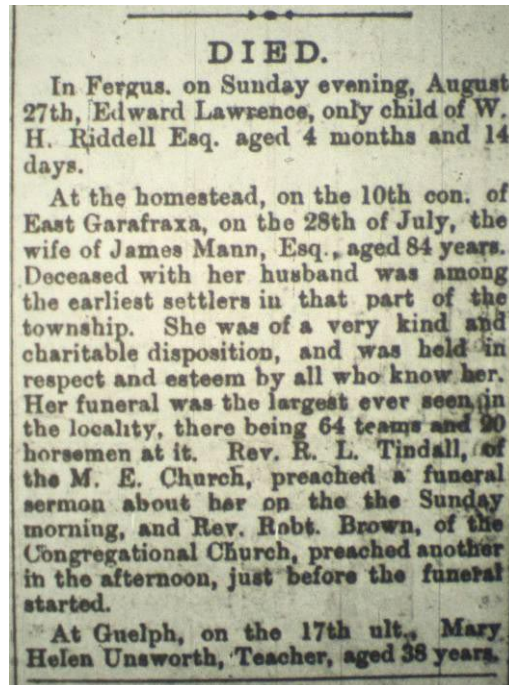 DIED.
In Fergus. on Sunday evening, August
27th, Edward Lawrence, only child of W.
H. Riddell Esq. aged 4 months and 14
days.
At the homestead, on the 10th con. of
East Garafraxa, on the 28th of July, the
wife of James Mann, Esq., aged 84 years.
Deceased with her husband was among
the earliest settlers in that part of the
township. She was of a very kind and
charitable disposition, and was held in
respect and esteem by all who know her.
Her funeral was the largest ever seen in
the locality, there being 64 teams and 20
horsemen at it. Rev. R. L. Tindall, of
the M. E. Church, preached a funeral
sermon about her on the the Sunday
morning, and Rev. Robt. Brown, of the
Congregational Church, preached another
in the afternoon, just before the funeral
started.
At Guelph, on the 17th ult., Mary
Helen Unsworth, Teacher, aged 38 years.